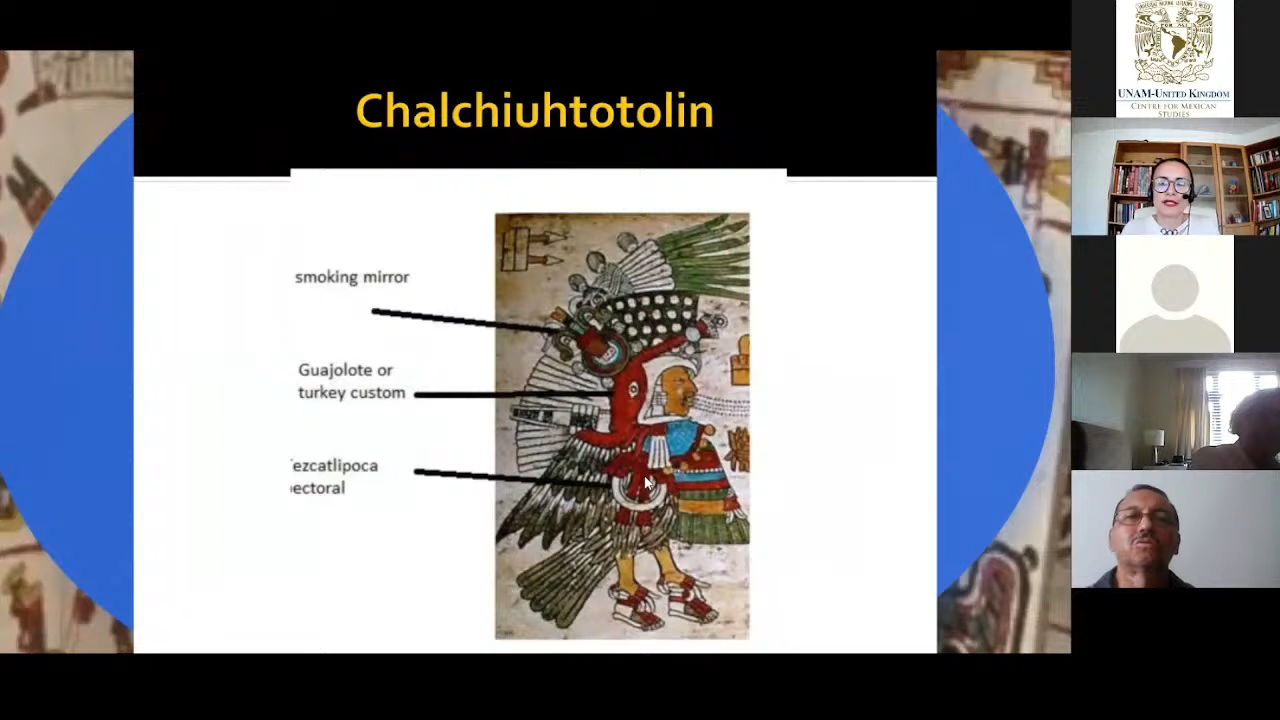 Chalchiuhtotolin
smoking mirror
Guajolote or
turkey custom
ezcatlipoca
ectoral
UNAM-UNITED KINGDOM
CENTRE FOR MEXICAN
STUDIES